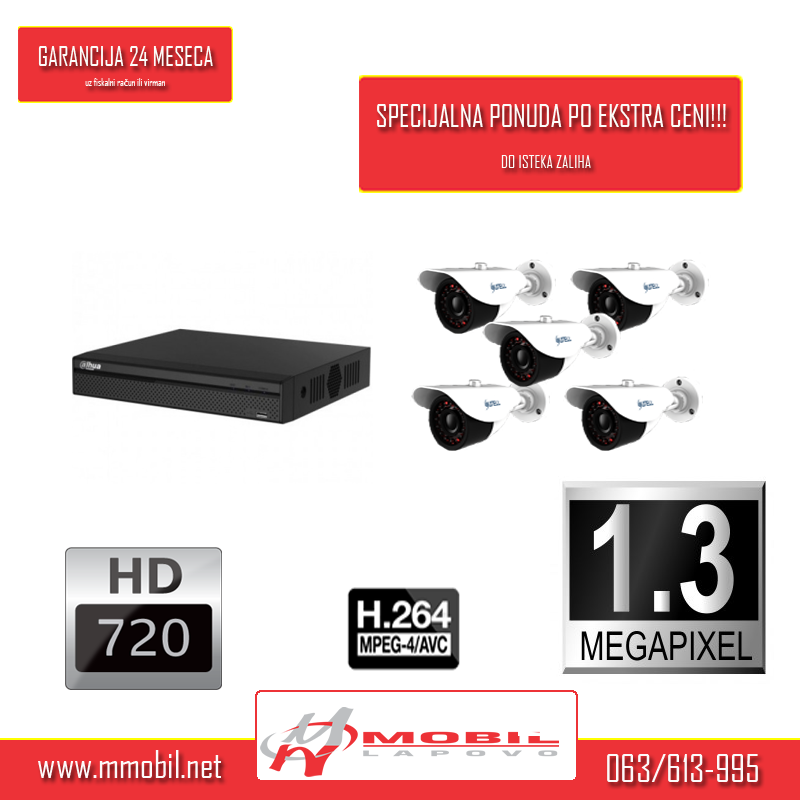 GARANCIJA 24 MESECA
uz fiskalni račun ili virman
SPECIJALNA PONUDA PO EKSTRA CENI!!!
DO ISTEKA ZALIHA
alhua
HD
720
H.264
MPEG-4/AVC
1.3
MEGAPIXEL
MOBIL
LAPOVO
www.mmobil.net
063/613-995